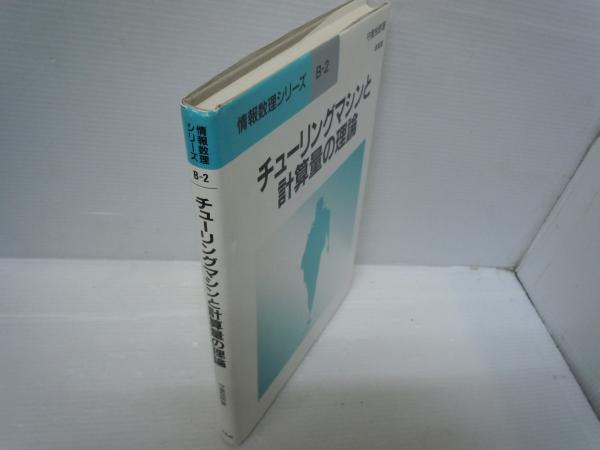 情報数理シリーズ B-2
チューリングマシンと
計算量の理論
情報数理
シリーズ
B-2
チューリングマシンと計算量の理論